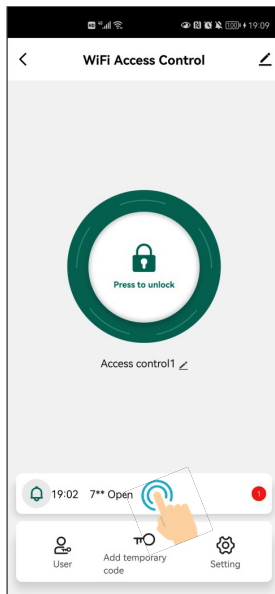 19:09
WiFi Access Control
Press to unlock
Access control1
19:02 7** Open
1
User
Add temporary
code
Setting